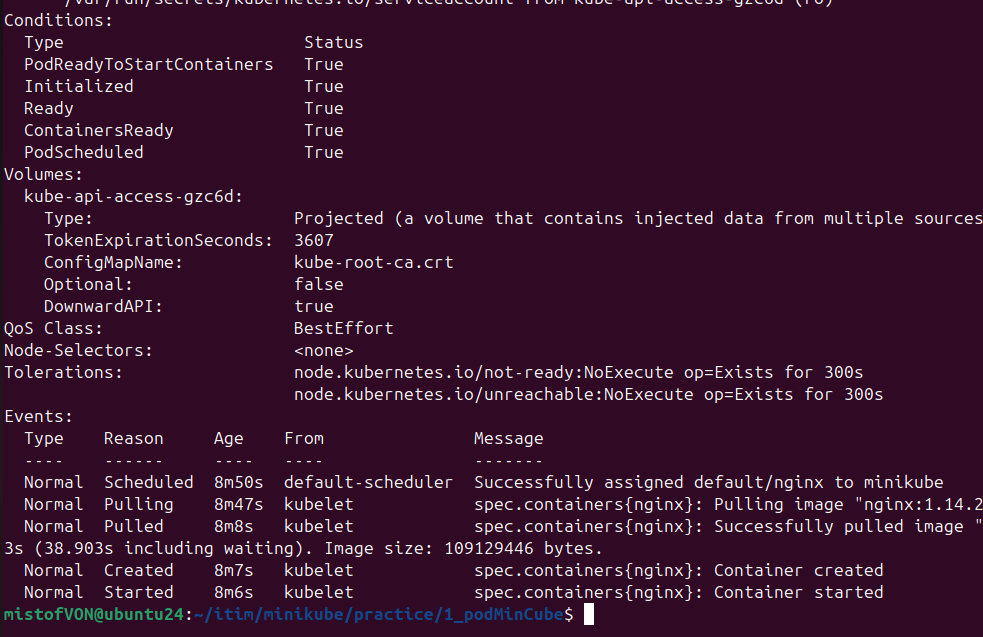 /var/run/secrets/kubernetes.io/serviceaccount from kube-api-access-gzc6d (ro)
Conditions:
  Type                        Status
  PodReadyToStartContainers   True
  Initialized                 True
  Ready                       True
  ContainersReady             True
  PodScheduled                True
Volumes:
  kube-api-access-gzc6d:
    Type:                    Projected (a volume that contains injected data from multiple sources
    TokenExpirationSeconds:  3607
    ConfigMapName:           kube-root-ca.crt
    Optional:                false
    DownwardAPI:             true
QoS Class:                   BestEffort
Node-Selectors:              <none>
Tolerations:                 node.kubernetes.io/not-ready:NoExecute op=Exists for 300s
                             node.kubernetes.io/unreachable:NoExecute op=Exists for 300s
Events:
  Type    Reason     Age    From               Message
  ----    ------     ----   ----               -------
  Normal  Scheduled  8m50s  default-scheduler  Successfully assigned default/nginx to minikube
  Normal  Pulling    8m47s  kubelet            spec.containers{nginx}: Pulling image "nginx:1.14.2
  Normal  Pulled     8m8s   kubelet            spec.containers{nginx}: Successfully pulled image "
3s (38.903s including waiting). Image size: 109129446 bytes.
  Normal  Created    8m7s   kubelet            spec.containers{nginx}: Container created
  Normal  Started    8m6s   kubelet            spec.containers{nginx}: Container started
mistofVON@ubuntu24:~/itim/minikube/practice/1_podMinCube$